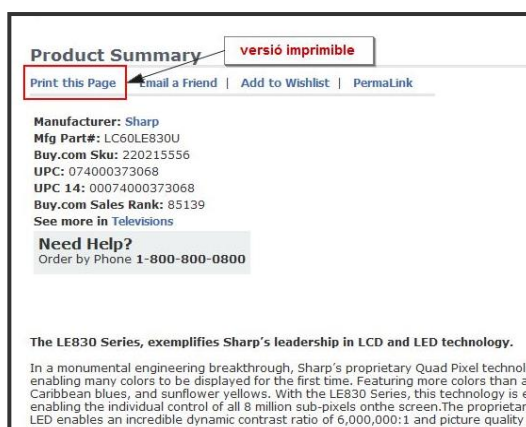 Product Summary
versió imprimible
Print this Page Email a Friend | Add to Wishlist | PermaLink
Manufacturer: Sharp
Mfg Part#: LC60LE830U
Buy.com Sku: 220215556
UPC: 074000373068
UPC 14: 00074000373068
Buy.com Sales Rank: 85139
See more in Televisions
Need Help?
Order by Phone 1-800-800-0800
The LE830 Series, exemplifies Sharp's leadership in LCD and LED technology.
In a monumental engineering breakthrough, Sharp's proprietary Quad Pixel technol
enabling many colors to be displayed for the first time. Featuring more colors than a
Caribbean blues, and sunflower yellows. With the LE830 Series, this technology is e
enabling the individual control of all 8 million sub-pixels onthe screen.The proprietar
LED enables an incredible dynamic contrast ratio of 6,000,000:1 and picture quality